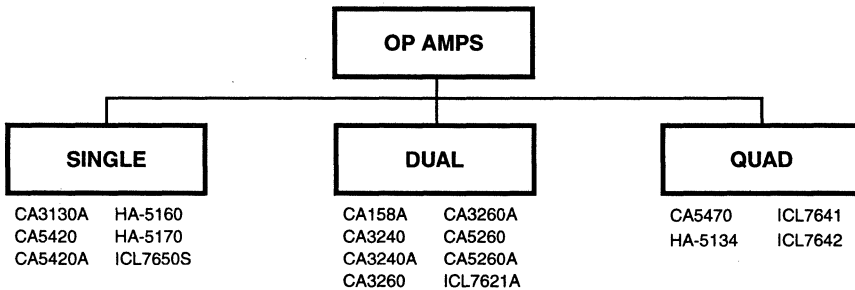 OP AMPS
SINGLE
CA3130A HA-5160
CA5420 HA-5170
CA5420A ICL7650S
DUAL
CA158A CA3260A
CA3240 CA5260
CA3240A CA5260A
CA3260 ICL7621A
QUAD
CA5470 ICL7641
HA-5134 ICL7642